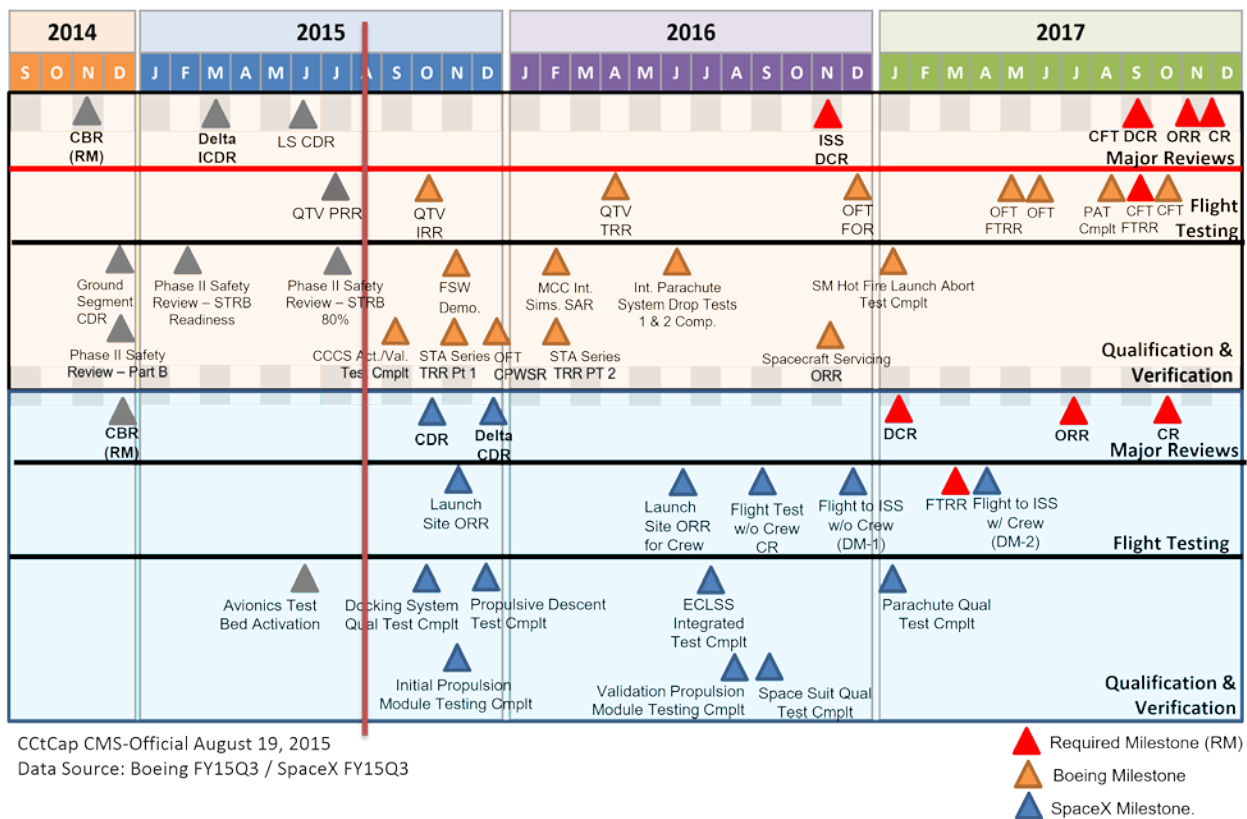 2014 2015 2016 2017
S O N D J F M A M J J A S O N D J F M A M J J A S O N D J F M A M J J A S O N D
CBR
(RM)
Delta
ICDR
LS CDR
ISS
DCR
CFT DCR
ORR
CR
Major Reviews
QTV PRR
QTV
IRR
QTV
TRR
OFT
FOR
OFT
FTRR
OFT
PAT
Cmplt
CFT
FTRR
CFT
Flight
Testing
Ground
Segment
CDR
Phase II Safety
Review – STRB
Readiness
Phase II Safety
Review – STRB
80%
FSW
Demo.
MCC Int.
Sims. SAR
Int. Parachute
System Drop Tests
1 & 2 Comp.
SM Hot Fire Launch Abort
Test Cmplt
Phase II Safety
Review – Part B
CCCS Act./Val.
Test Cmplt
STA Series
TRR Pt 1
OFT
CPWSR
STA Series
TRR PT 2
Spacecraft Servicing
ORR
Qualification &
Verification
CBR
(RM)
CDR
Delta
CDR
DCR
ORR
CR
Major Reviews
Launch
Site ORR
Launch
Site ORR
for Crew
Flight Test
w/o Crew
CR
Flight to ISS
w/o Crew
(DM-1)
FTRR
Flight to ISS
w/ Crew
(DM-2)
Flight Testing
Avionics Test
Bed Activation
Docking System
Qual Test Cmplt
Propulsive Descent
Test Cmplt
ECLSS
Integrated
Test Cmplt
Parachute Qual
Test Cmplt
Initial Propulsion
Module Testing Cmplt
Validation Propulsion
Module Testing Cmplt
Space Suit Qual
Test Cmplt
Qualification &
Verification
CCtCap CMS-Official August 19, 2015
Data Source: Boeing FY15Q3 / SpaceX FY15Q3
Required Milestone (RM)
Boeing Milestone
SpaceX Milestone.